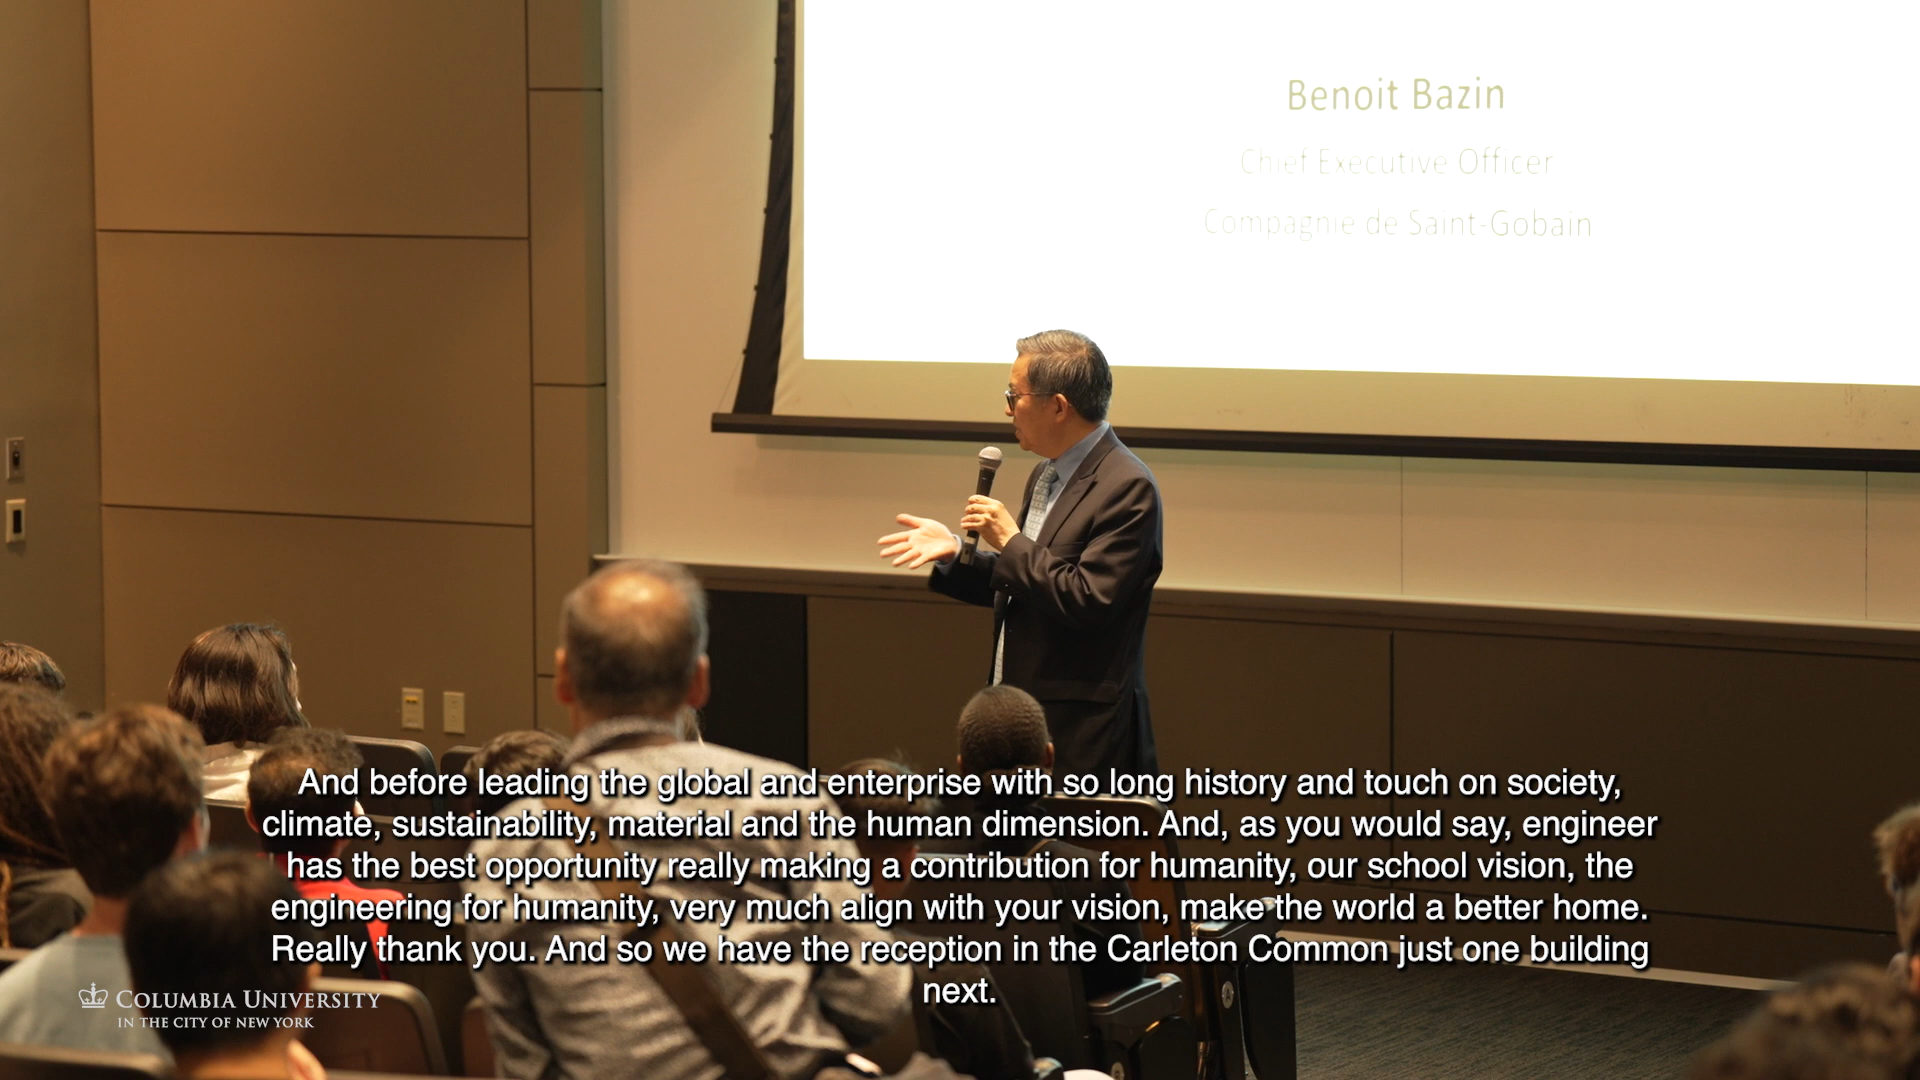 Benoit Bazin
Chief Executive Officer
Compagnie de Saint-Gobain
And before leading the global and enterprise with so long history and touch on society,
climate, sustainability, material and the human dimension. And, as you would say, engineer
has the best opportunity really making a contribution for humanity, our school vision, the
engineering for humanity, very much align with your vision, make the world a better home.
Really thank you. And so we have the reception in the Carleton Common just one building
next.
COLUMBIA UNIVERSITY
IN THE CITY OF NEW YORK